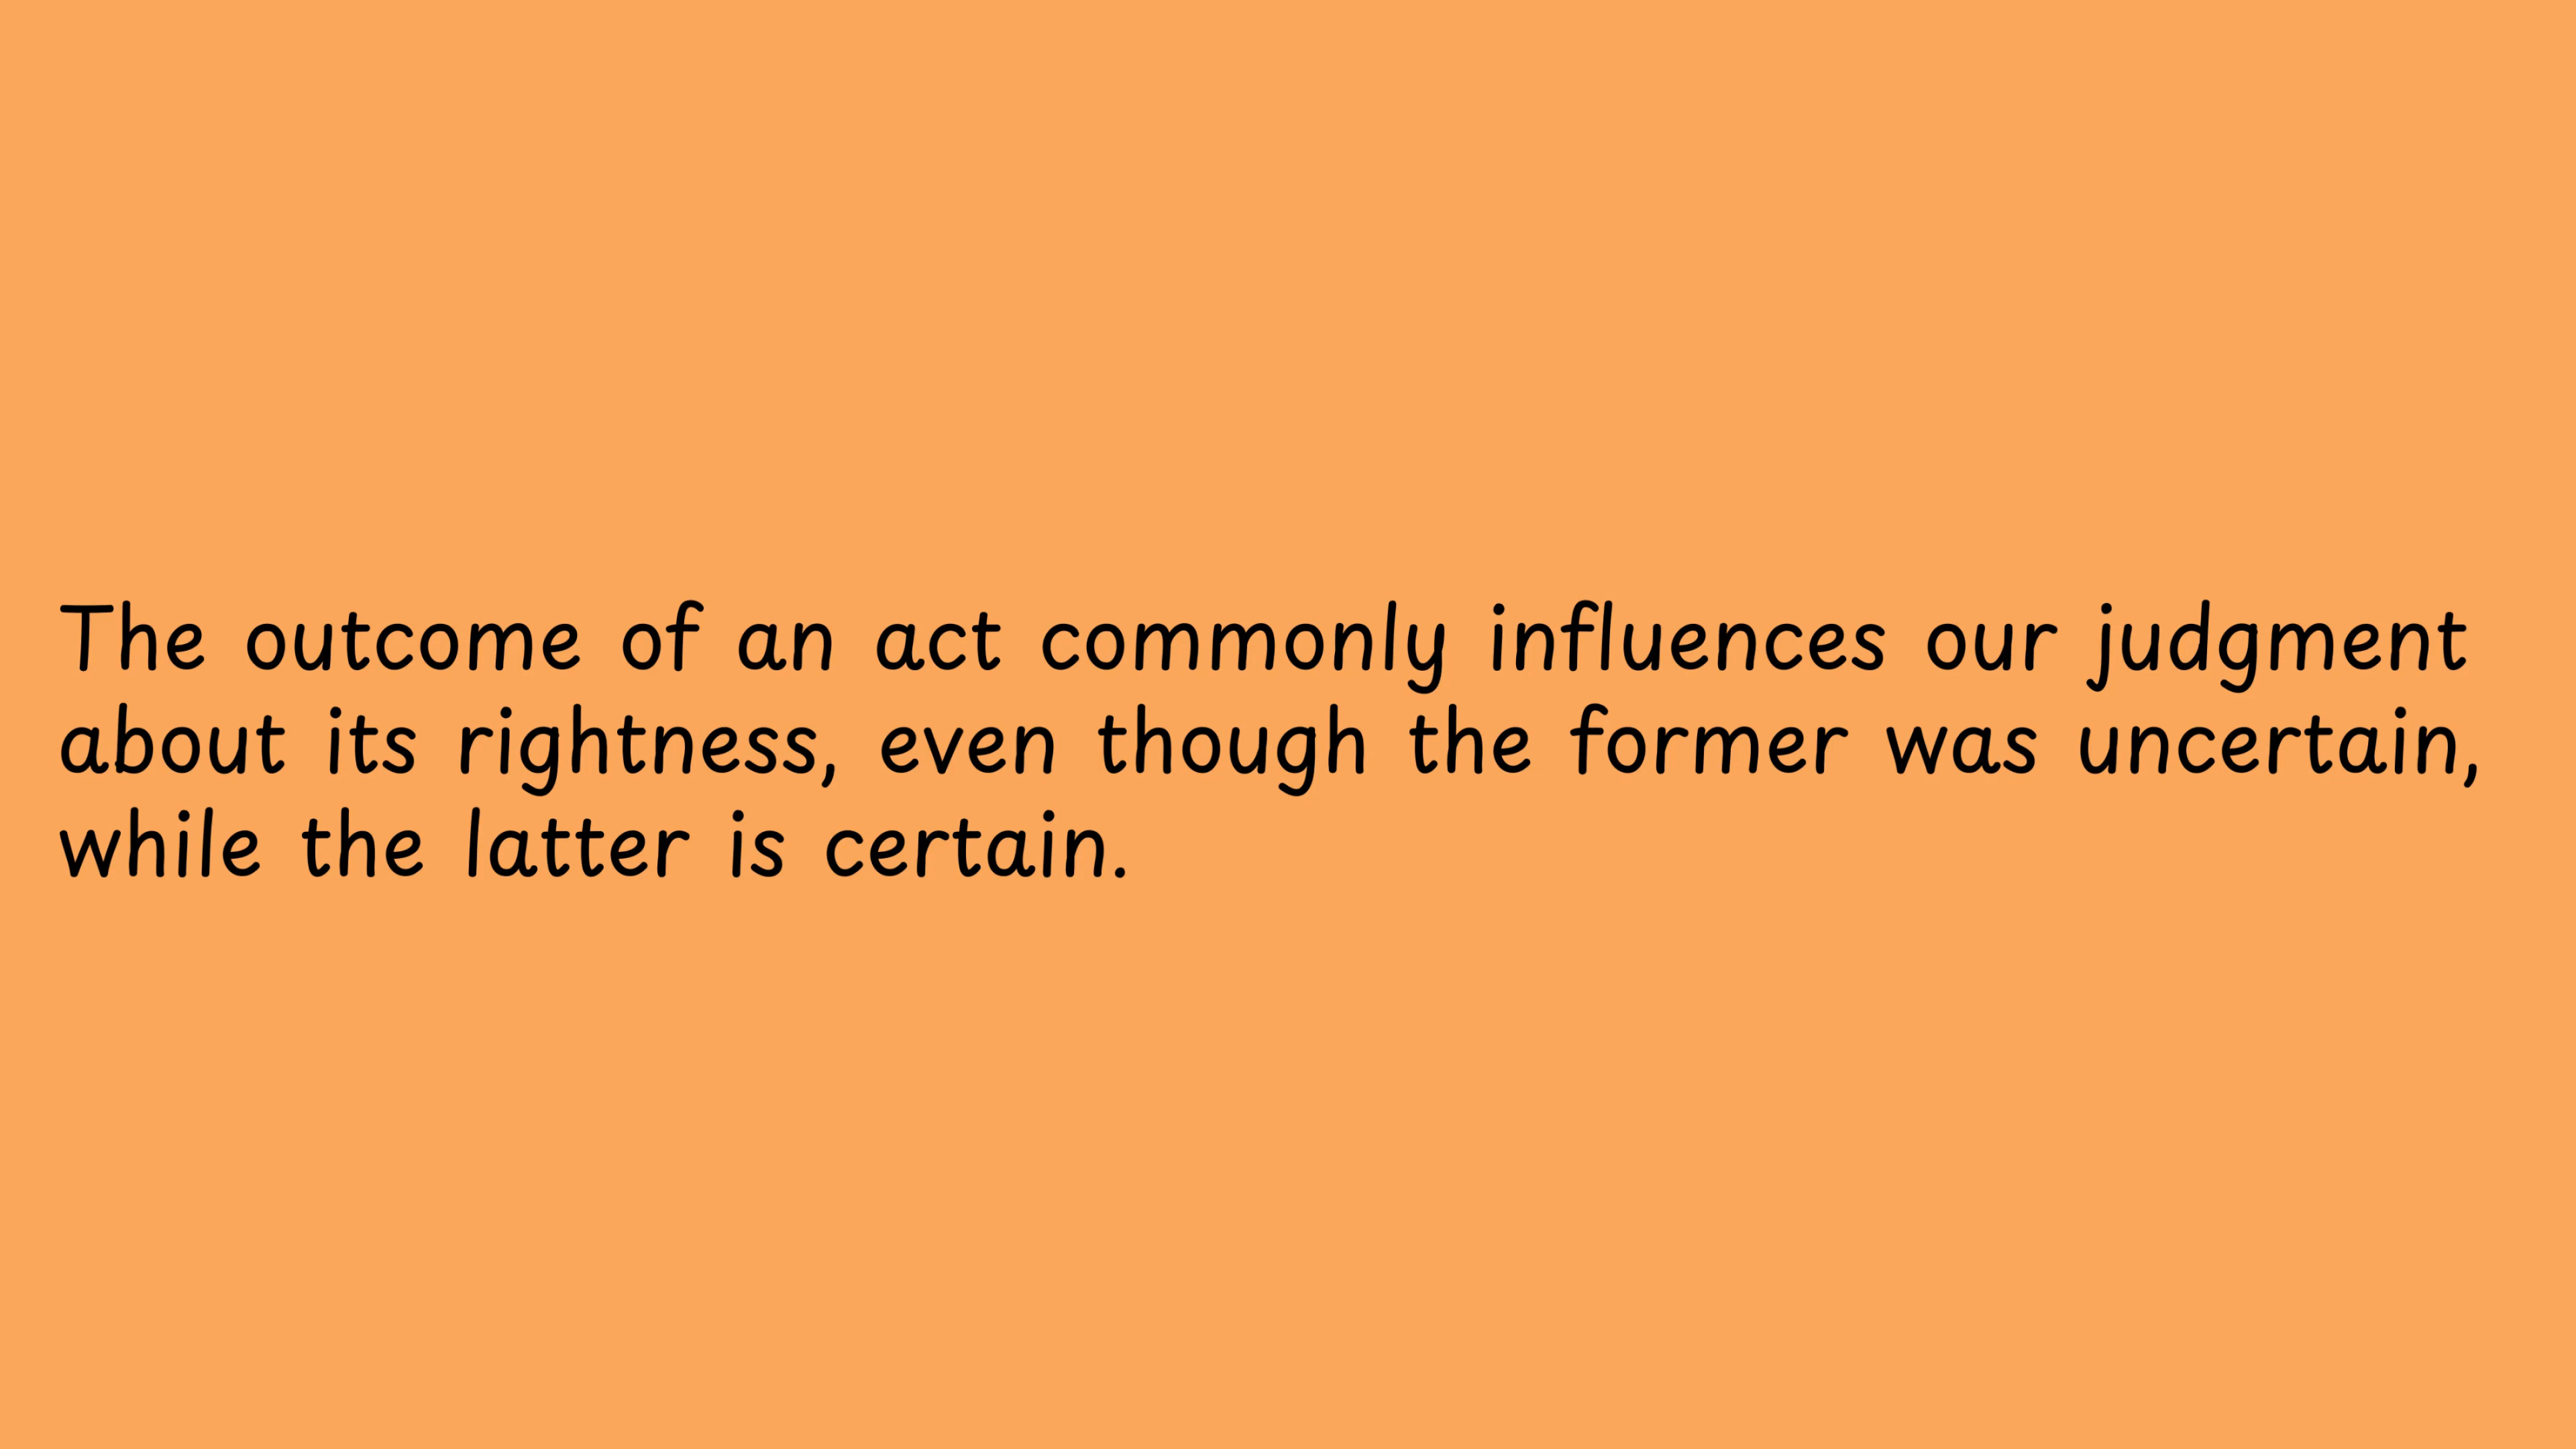 The outcome of an act commonly influences our judgment
about its rightness, even though the former was uncertain,
while the latter is certain.